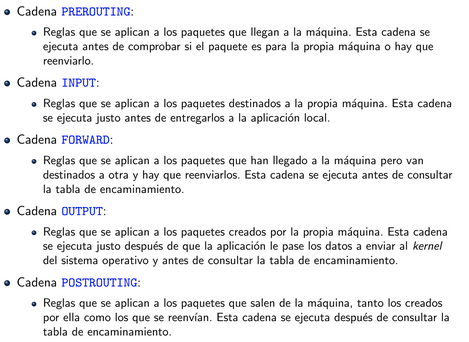 Cadena PREROUTING:
Reglas que se aplican a los paquetes que llegan a la máquina. Esta cadena se
ejecuta antes de comprobar si el paquete es para la propia máquina o hay que
reenviarlo.
Cadena INPUT:
Reglas que se aplican a los paquetes destinados a la propia máquina. Esta cadena
se ejecuta justo antes de entregarlos a la aplicación local.
Cadena FORWARD:
Reglas que se aplican a los paquetes que han llegado a la máquina pero van
destinados a otra y hay que reenviarlos. Esta cadena se ejecuta antes de consultar
la tabla de encaminamiento.
Cadena OUTPUT:
Reglas que se aplican a los paquetes creados por la propia máquina. Esta cadena
se ejecuta justo después de que la aplicación le pase los datos a enviar al kernel
del sistema operativo y antes de consultar la tabla de encaminamiento.
Cadena POSTROUTING:
Reglas que se aplican a los paquetes que salen de la máquina, tanto los creados
por ella como los que se reenvían. Esta cadena se ejecuta después de consultar la
tabla de encaminamiento.